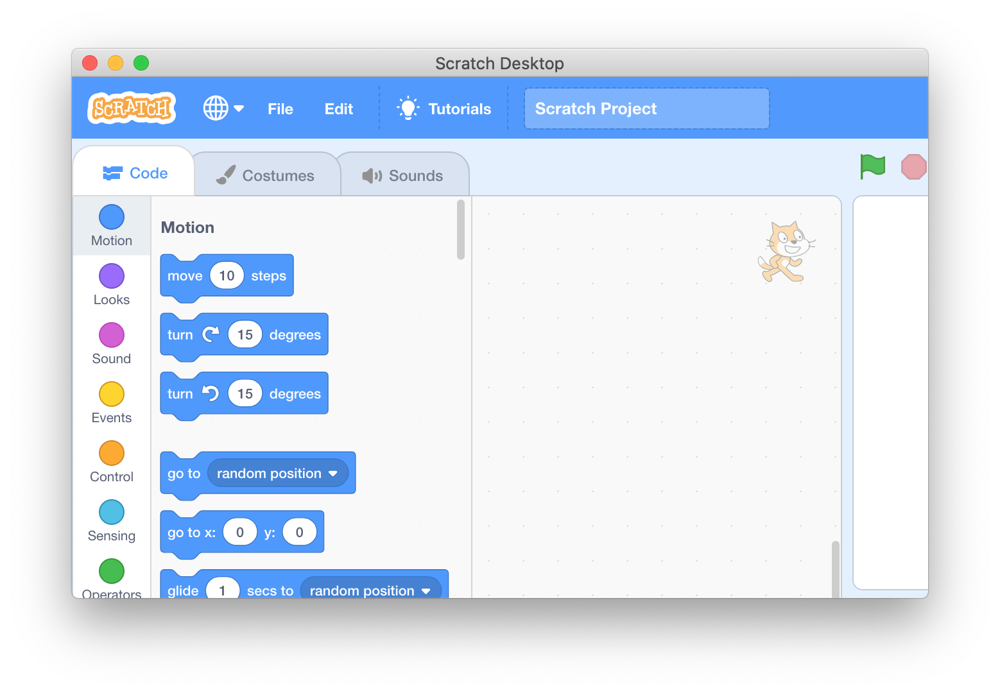 Scratch Desktop
SCRATCH File Edit Tutorials Scratch Project
Code Costumes Sounds
Motion
Looks
Sound
Events
Control
Sensing
Operators
Motion
move 10 steps
turn 15 degrees
turn 15 degrees
go to random position
go to x: 0 y: 0
glide 1 secs to random position